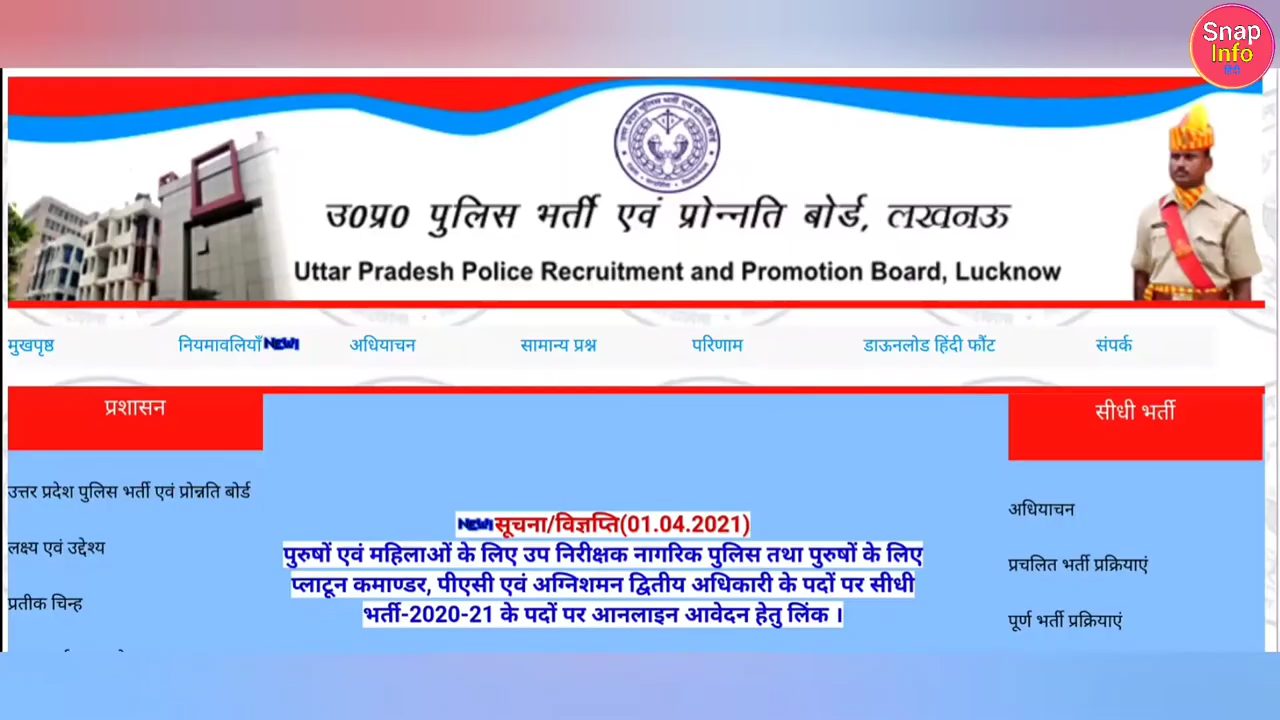 Snap
Info
हिंदी
उ0प्र0 पुलिस भर्ती एवं प्रोन्नति बोर्ड, लखनऊ
Uttar Pradesh Police Recruitment and Promotion Board, Lucknow
मुखपृष्ठ नियमावलियाँ NEW! अधियाचन सामान्य प्रश्न परिणाम डाऊनलोड हिंदी फौंट संपर्क
प्रशासन
उत्तर प्रदेश पुलिस भर्ती एवं प्रोन्नति बोर्ड
लक्ष्य एवं उद्देश्य
प्रतीक चिन्ह
NEW! सूचना/विज्ञप्ति(01.04.2021)
पुरुषों एवं महिलाओं के लिए उप निरीक्षक नागरिक पुलिस तथा पुरुषों के लिए
प्लाटून कमाण्डर, पीएसी एवं अग्निशमन द्वितीय अधिकारी के पदों पर सीधी
भर्ती-2020-21 के पदों पर आनलाइन आवेदन हेतु लिंक ।
सीधी भर्ती
अधियाचन
प्रचलित भर्ती प्रक्रियाएं
पूर्ण भर्ती प्रक्रियाएं